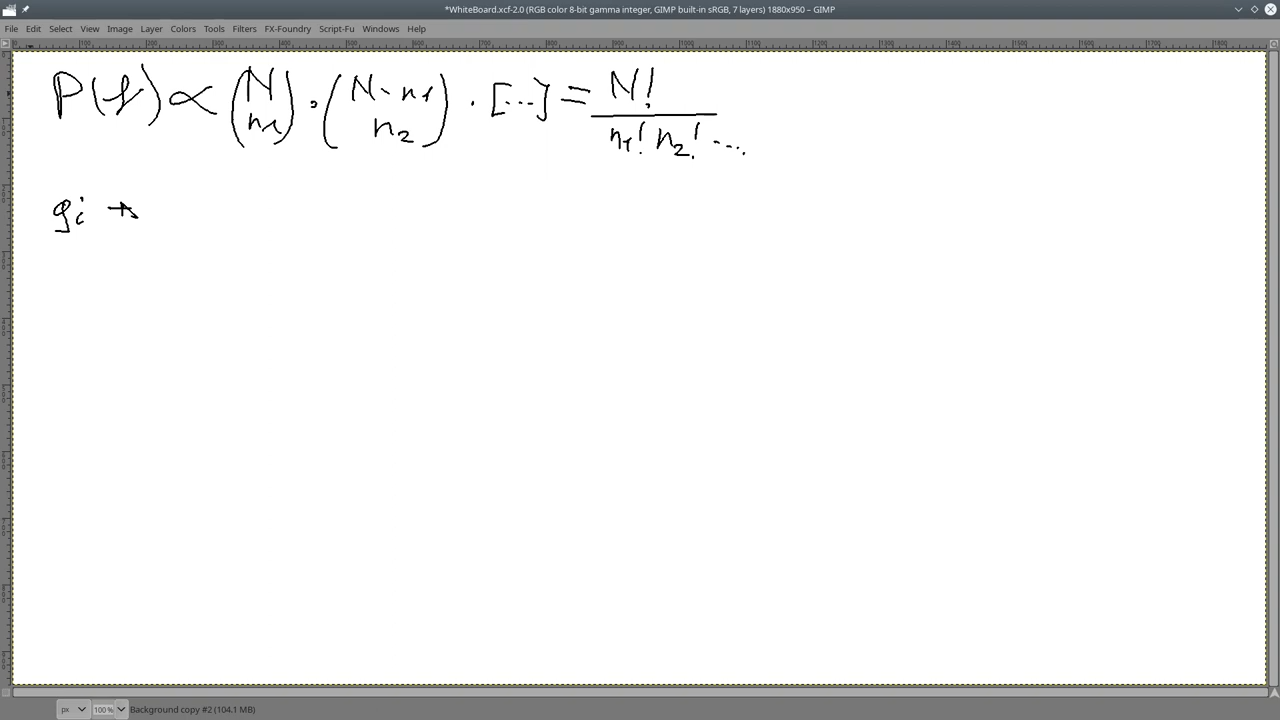 *WhiteBoard.xcf-2.0 (RGB color 8-bit gamma integer, GIMP built-in sRGB, 7 layers) 1880x950 – GIMP
File Edit Select View Image Layer Colors Tools Filters FX-Foundry Script-Fu Windows Help
P(f) ∝ (N n1) · (N-n1 n2) · [...] = N! / n1! n2! ...
gi →
px 100% Background copy #2 (104.1 MB)